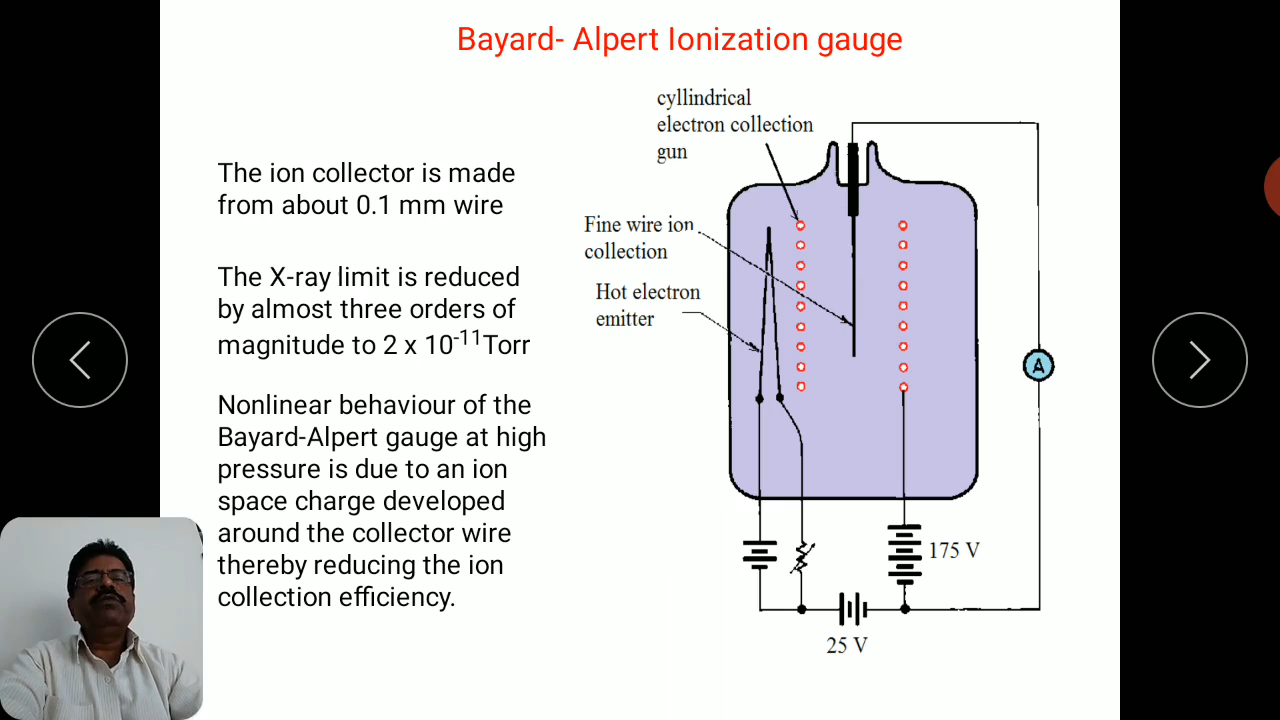 Bayard- Alpert Ionization gauge
The ion collector is made
from about 0.1 mm wire
The X-ray limit is reduced
by almost three orders of
magnitude to 2 x 10⁻¹¹Torr
Nonlinear behaviour of the
Bayard-Alpert gauge at high
pressure is due to an ion
space charge developed
around the collector wire
thereby reducing the ion
collection efficiency.
cyllindrical
electron collection
gun
Fine wire ion
collection
Hot electron
emitter
A
175 V
25 V